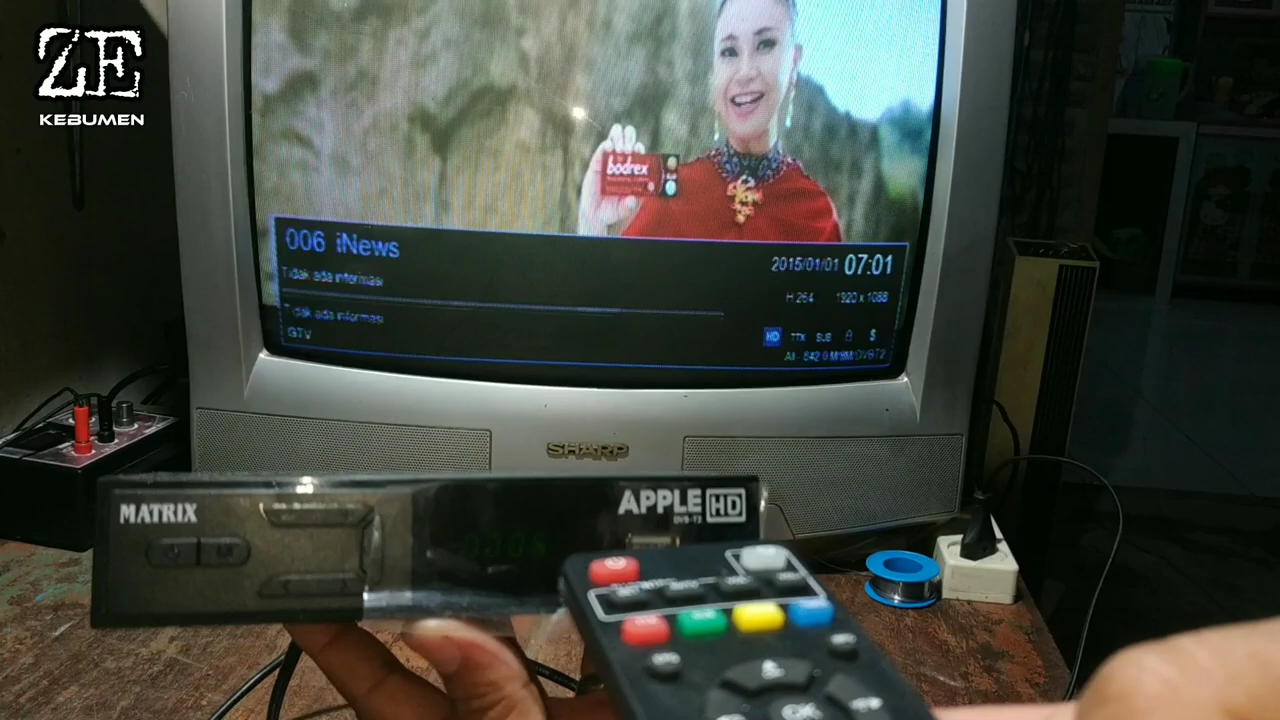 ZE
KEBUMEN
bodrex
006 iNews
2015/01/01 07:01
Tidak ada informasi
H.264 1920 x 1088
Tidak ada informasi
GTV
HD TTX SUB $
SHARP
MATRIX
APPLE HD
DVB-T2
OK